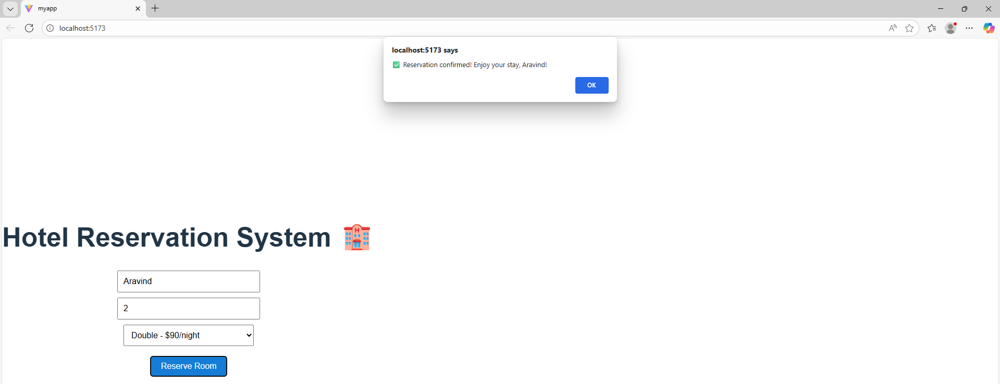 myapp
localhost:5173
localhost:5173 says
✅ Reservation confirmed! Enjoy your stay, Aravind!
OK
Hotel Reservation System 🏨
Aravind
2
Double - $90/night
Reserve Room